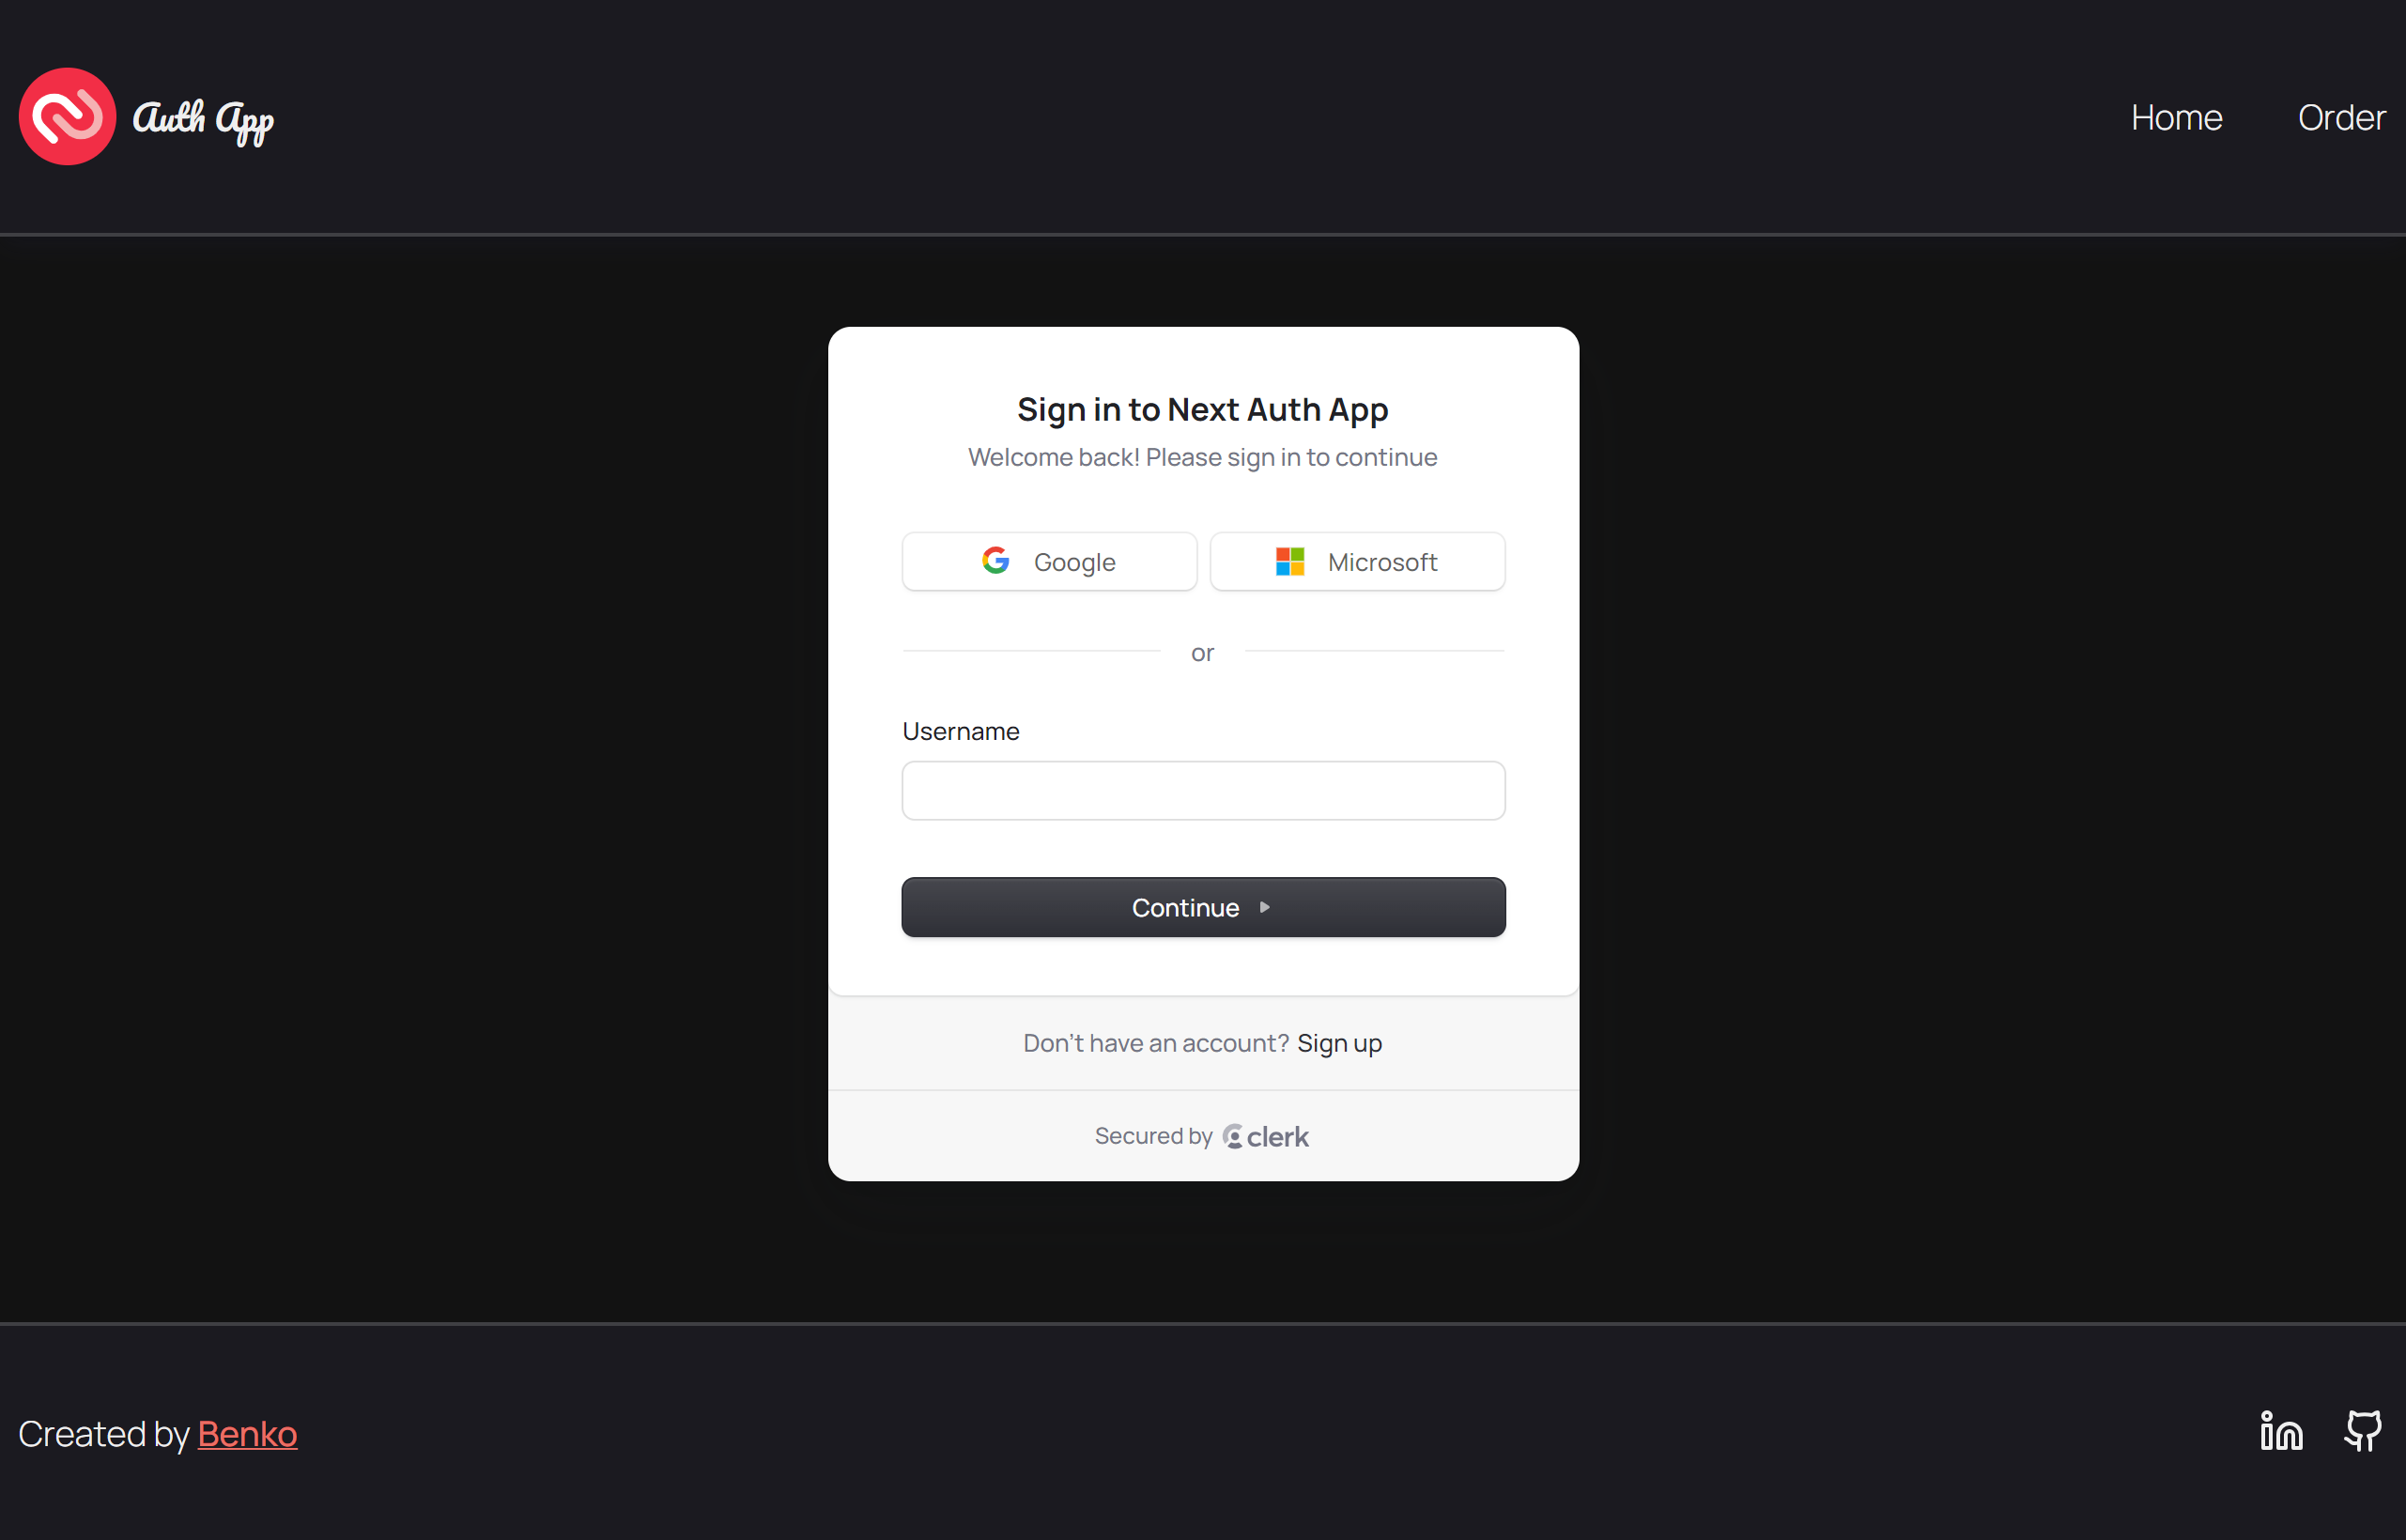 Auth App
Home Order
Sign in to Next Auth App
Welcome back! Please sign in to continue
Google Microsoft
or
Username
Continue
Don’t have an account? Sign up
Secured by clerk
Created by Benko